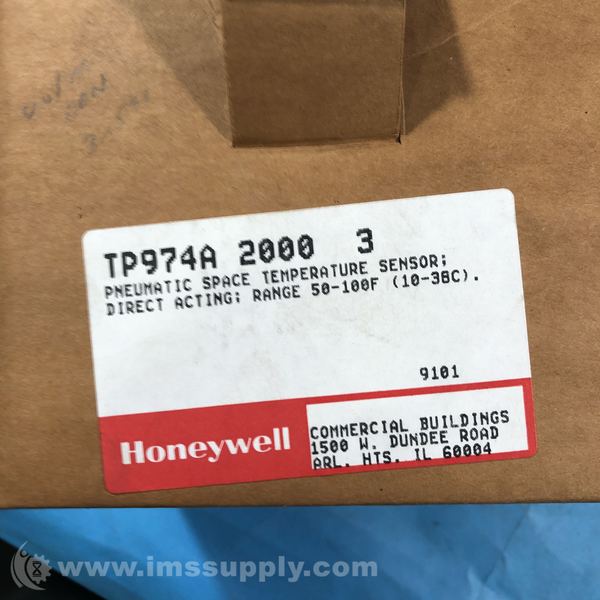 TP974A 2000 3
PNEUMATIC SPACE TEMPERATURE SENSOR;
DIRECT ACTING; RANGE 50-100F (10-38C).
9101
Honeywell
COMMERCIAL BUILDINGS
1500 W. DUNDEE ROAD
ARL. HTS. IL 60004
www.imssupply.com